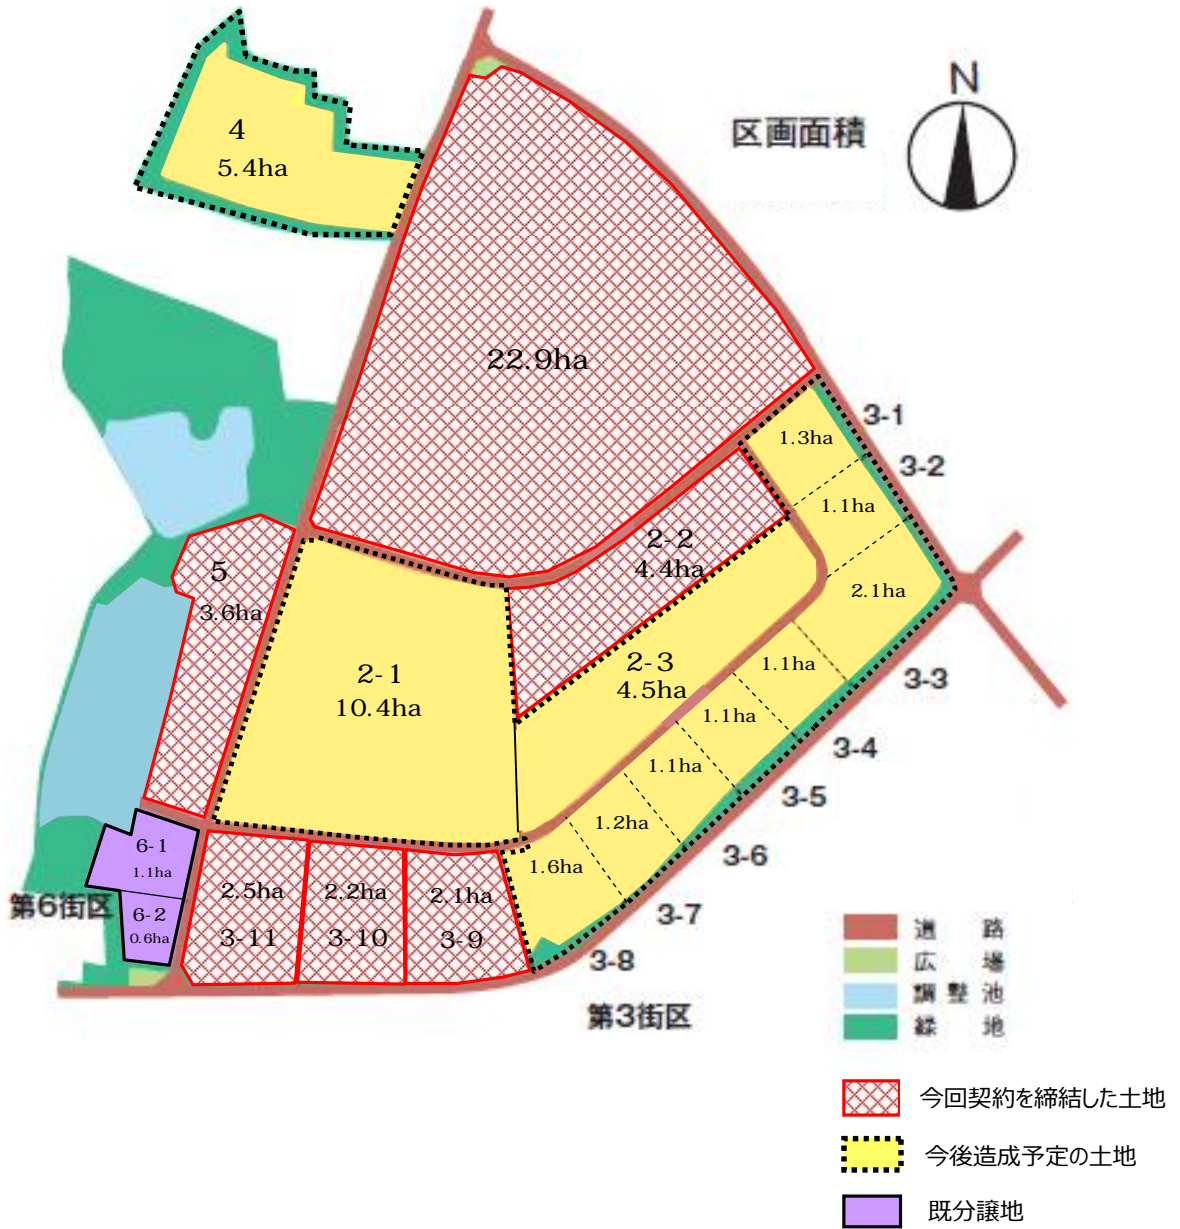 N
区画面積
4
5.4ha
22.9ha
3-1
1.3ha
3-2
1.1ha
2-2
4.4ha
5
3.6ha
2.1ha
2-3
4.5ha
1.1ha
3-3
2-1
10.4ha
1.1ha
3-4
1.1ha
3-5
1.2ha
3-6
1.6ha
3-7
3-8
第3街区
6-1
1.1ha
6-2
0.6ha
第6街区
2.5ha
3-11
2.2ha
3-10
2.1ha
3-9
道 路
広 場
調 整 池
緑 地
今回契約を締結した土地
今後造成予定の土地
既分譲地